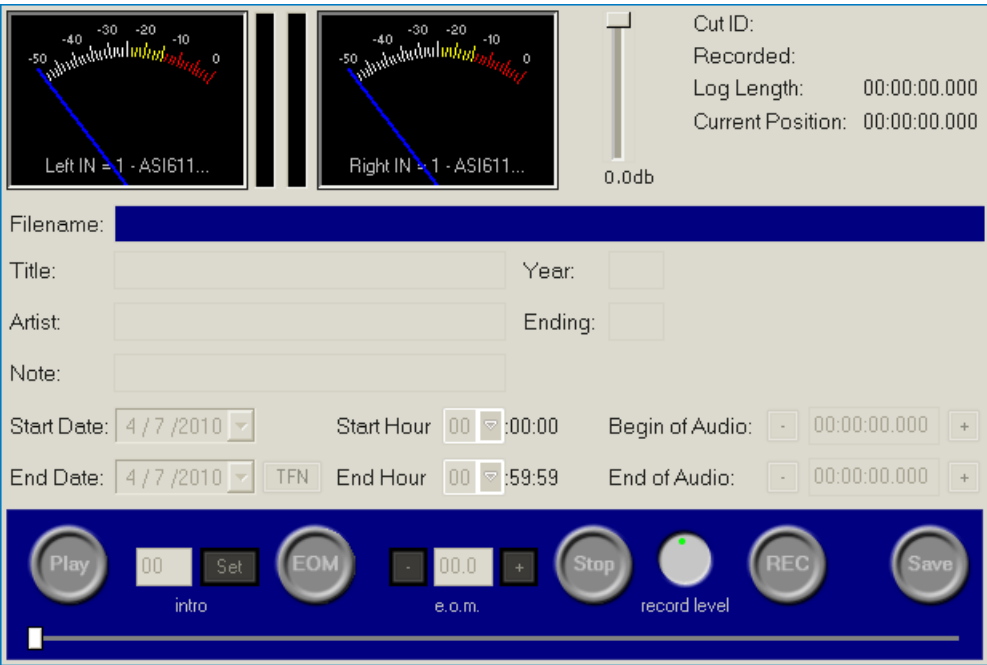 -50 -40 -30 -20 -10 0
Left IN = 1 - ASI611...
-50 -40 -30 -20 -10 0
Right IN = 1 - ASI611...
0.0db
Cut ID:
Recorded:
Log Length: 00:00:00.000
Current Position: 00:00:00.000
Filename:
Title: Year:
Artist: Ending:
Note:
Start Date: 4 / 7 /2010 Start Hour 00 :00:00 Begin of Audio: - 00:00:00.000 +
End Date: 4 / 7 /2010 TFN End Hour 00 :59:59 End of Audio: - 00:00:00.000 +
Play 00 Set EOM - 00.0 + Stop REC Save
intro e.o.m. record level